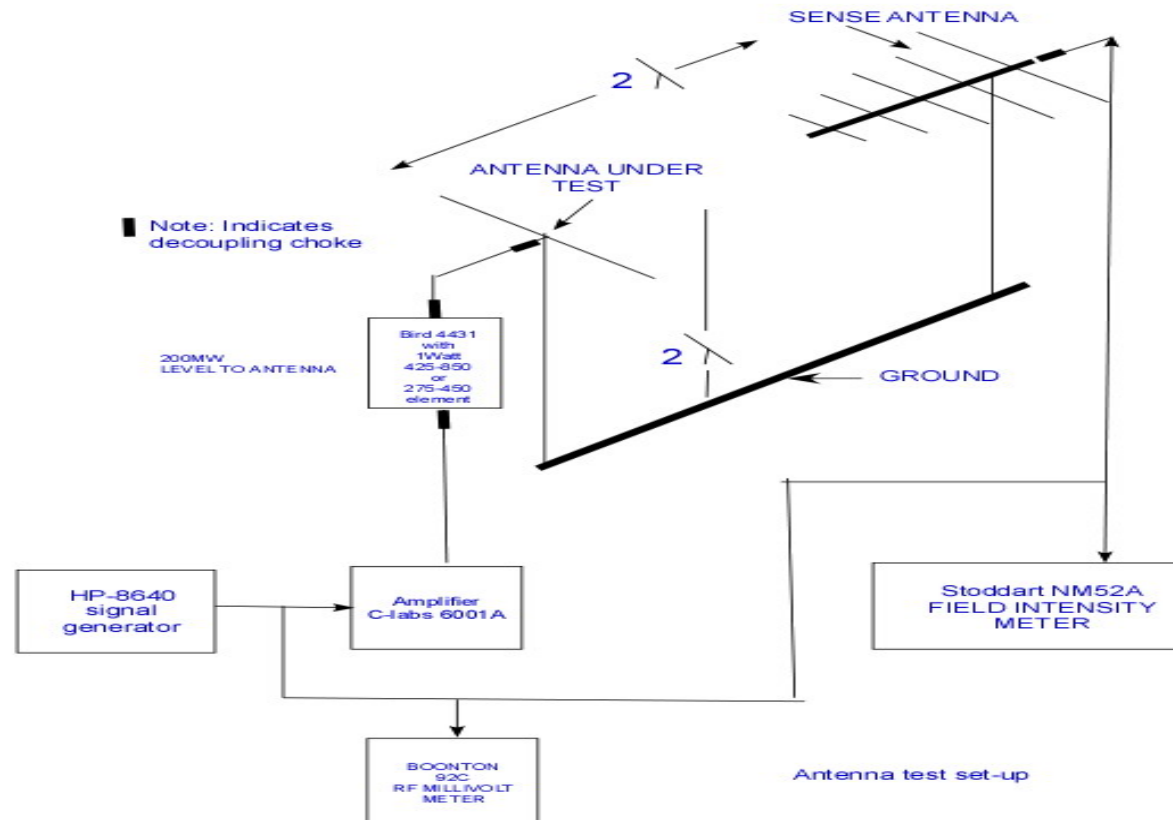 SENSE ANTENNA
2 λ
ANTENNA UNDER
TEST
Note: Indicates
decoupling choke
Bird 4431
with
1Watt
425-850
or
275-450
element
200MW
LEVEL TO ANTENNA
2 λ
GROUND
HP-8640
signal
generator
Amplifier
C-labs 6001A
Stoddart NM52A
FIELD INTENSITY
METER
BOONTON
92C
RF MILLIVOLT
METER
Antenna test set-up